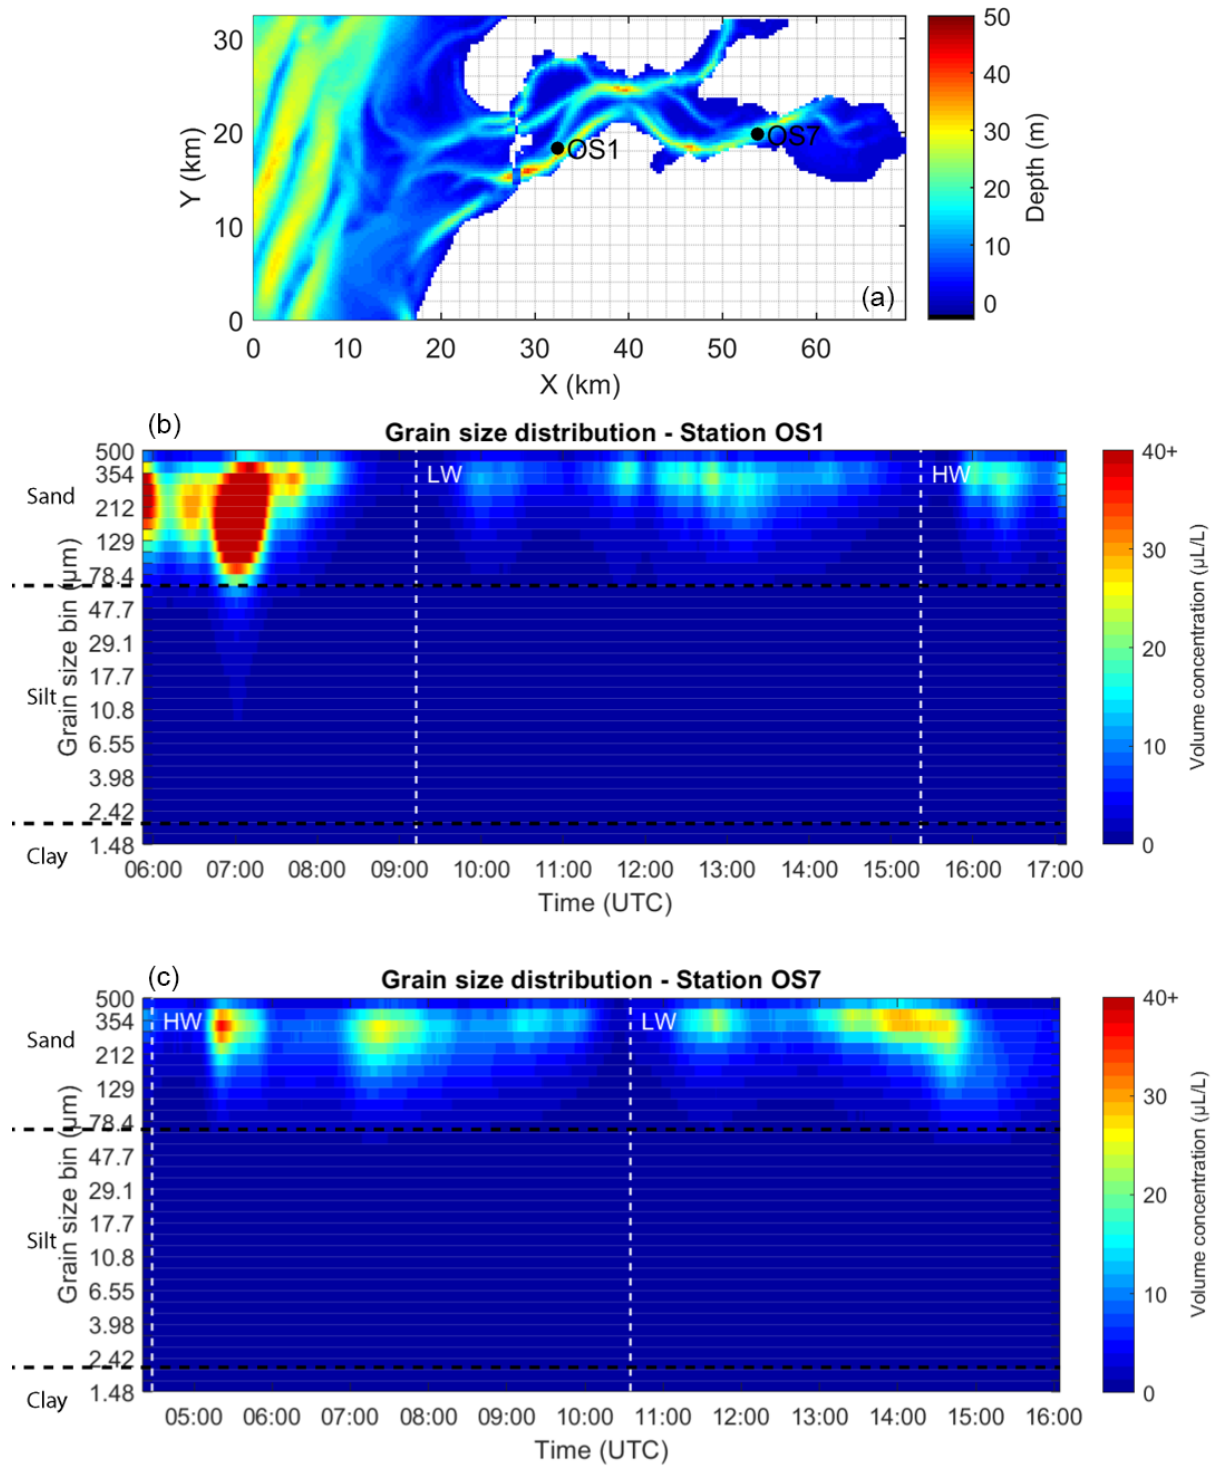 30
20
10
0
Y (km)
OS1
OS7
(a)
0 10 20 30 40 50 60
X (km)
50
40
30
20
10
0
Depth (m)
(b)
Grain size distribution - Station OS1
500
354
212
129
78.4
47.7
29.1
17.7
10.8
6.55
3.98
2.42
1.48
Sand
Silt
Clay
Grain size bin (µm)
LW
HW
06:00 07:00 08:00 09:00 10:00 11:00 12:00 13:00 14:00 15:00 16:00 17:00
Time (UTC)
40+
30
20
10
0
Volume concentration (µL/L)
(c)
Grain size distribution - Station OS7
500
354
212
129
78.4
47.7
29.1
17.7
10.8
6.55
3.98
2.42
1.48
Sand
Silt
Clay
Grain size bin (µm)
HW
LW
05:00 06:00 07:00 08:00 09:00 10:00 11:00 12:00 13:00 14:00 15:00 16:00
Time (UTC)
40+
30
20
10
0
Volume concentration (µL/L)